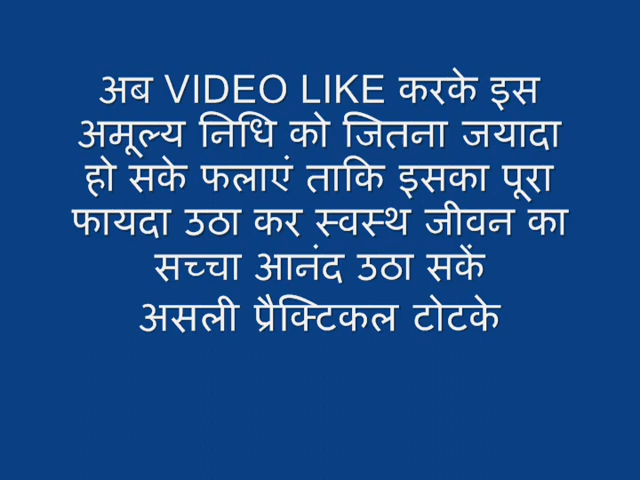 अब VIDEO LIKE करके इस
अमूल्य निधि को जितना जयादा
हो सके फलाएं ताकि इसका पूरा
फायदा उठा कर स्वस्थ जीवन का
सच्चा आनंद उठा सकें
असली प्रैक्टिकल टोटके